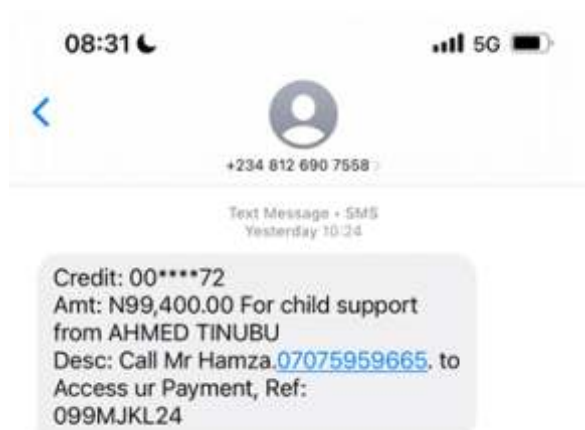 08:31
5G
+234 812 690 7558
Text Message • SMS
Yesterday 10:24
Credit: 00****72
Amt: N99,400.00 For child support
from AHMED TINUBU
Desc: Call Mr Hamza.07075959665. to
Access ur Payment, Ref:
099MJKL24